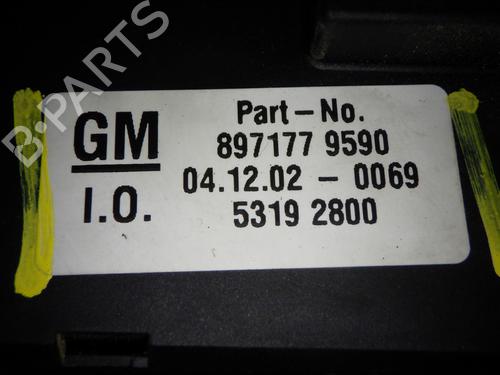 B-PARTS
GM
I.O.
Part-No.
897177 9590
04.12.02 - 0069
5319 2800